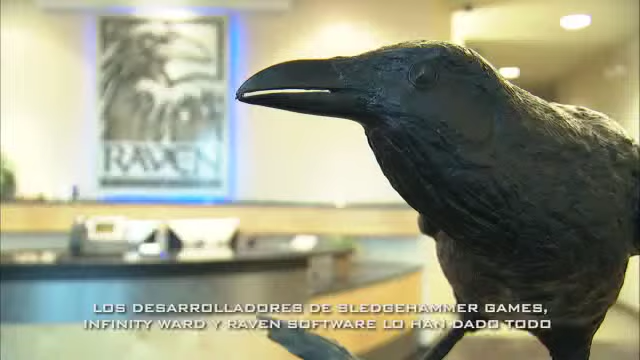 RAVEN
LOS DESARROLLADORES DE SLEDGEHAMMER GAMES,
INFINITY WARD Y RAVEN SOFTWARE LO HAN DADO TODO